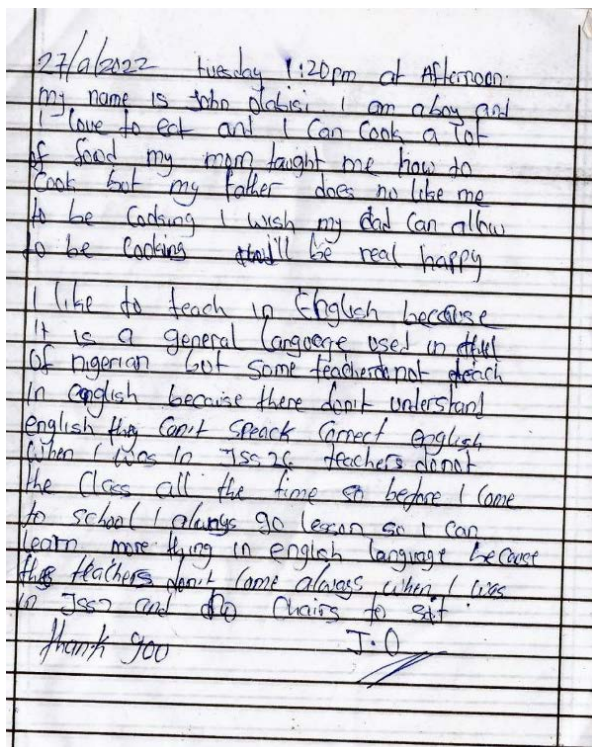 27/9/2022 tuesday 1:20pm at Afternoon.
my name is John Olabisi I am a boy and
I love to eat and I can cook a lot
of food my mom taught me how to
cook but my father does no like me
to be cooking I wish my dad can allow
to be cooking will be real happy
I like to teach in English because
it is a general language used in
of nigerian but some teacher do not teach
in english because there don't understand
english they can't speack correct english
when I was in JSS 2C teachers do not
the class all the time so before I come
to school I always go lesson so I can
learn more thing in english language because
the teachers don't come always when I was
in JSS2 and no chairs to sit
thank you J.O